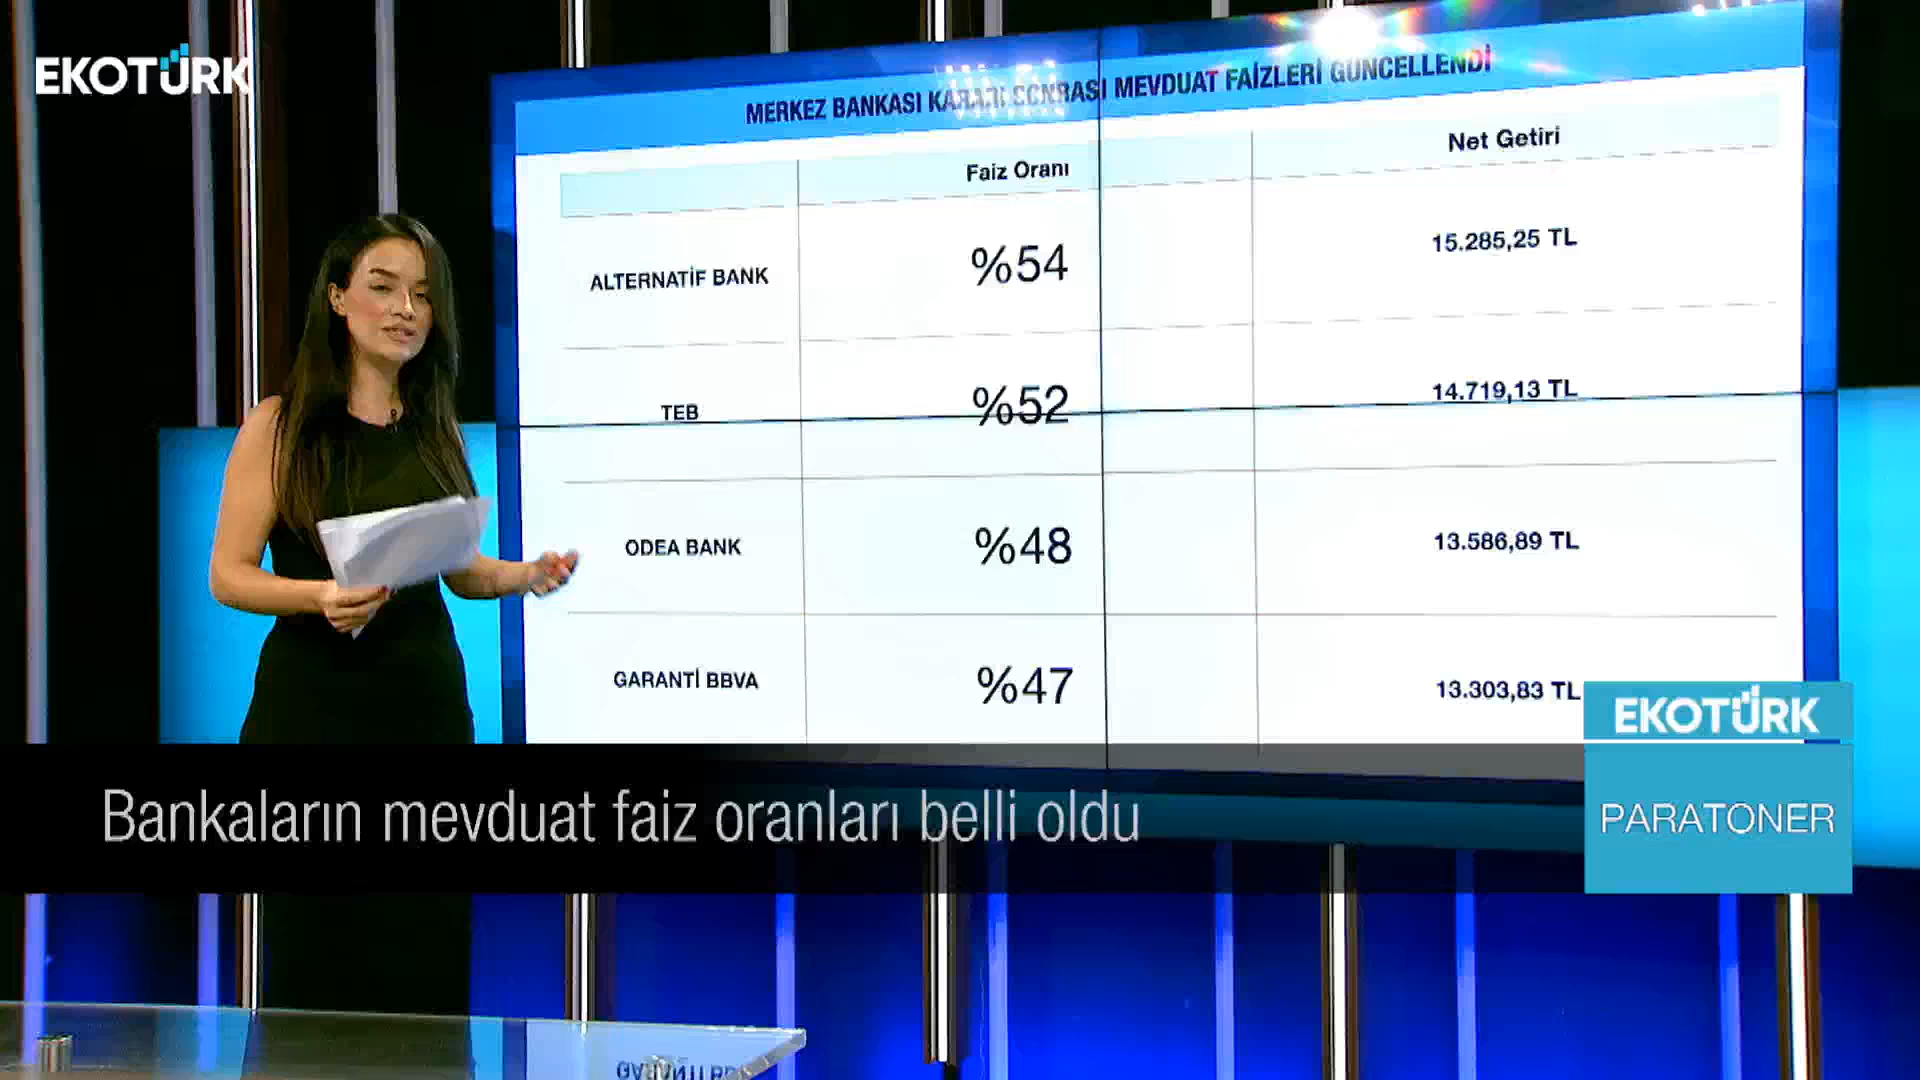 EKOTÜRK
MERKEZ BANKASI KARARI SONRASI MEVDUAT FAİZLERİ GÜNCELLENDİ
Faiz Oranı Net Getiri
ALTERNATİF BANK %54 15.285,25 TL
TEB %52 14.719,13 TL
ODEA BANK %48 13.586,89 TL
GARANTİ BBVA %47 13.303,83 TL
EKOTÜRK
PARATONER
Bankaların mevduat faiz oranları belli oldu